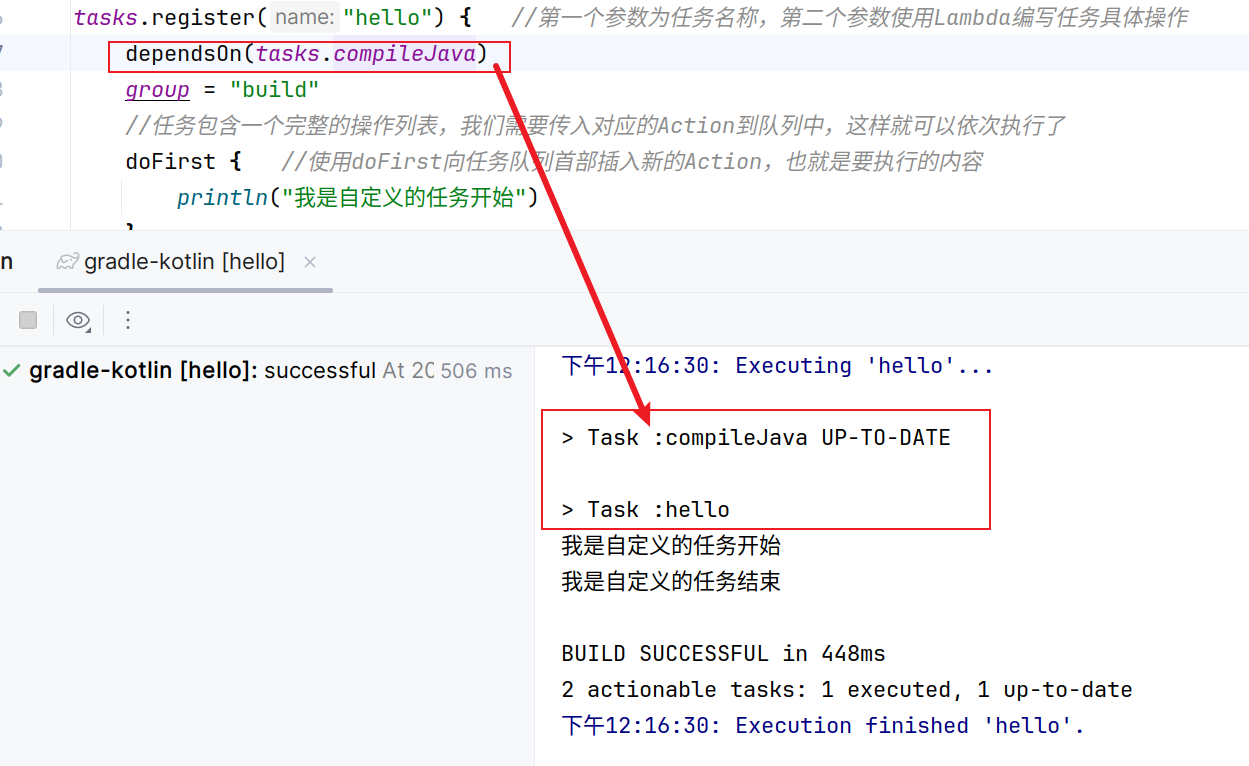 tasks.register( name: "hello") {   //第一个参数为任务名称，第二个参数使用Lambda编写任务具体操作
dependsOn(tasks.compileJava)
group = "build"
//任务包含一个完整的操作列表，我们需要传入对应的Action到队列中，这样就可以依次执行了
doFirst {   //使用doFirst向任务队列首部插入新的Action，也就是要执行的内容
println("我是自定义的任务开始")
n  gradle-kotlin [hello] ×
gradle-kotlin [hello]: successful At 20 506 ms
下午12:16:30: Executing 'hello'...
> Task :compileJava UP-TO-DATE
> Task :hello
我是自定义的任务开始
我是自定义的任务结束
BUILD SUCCESSFUL in 448ms
2 actionable tasks: 1 executed, 1 up-to-date
下午12:16:30: Execution finished 'hello'.